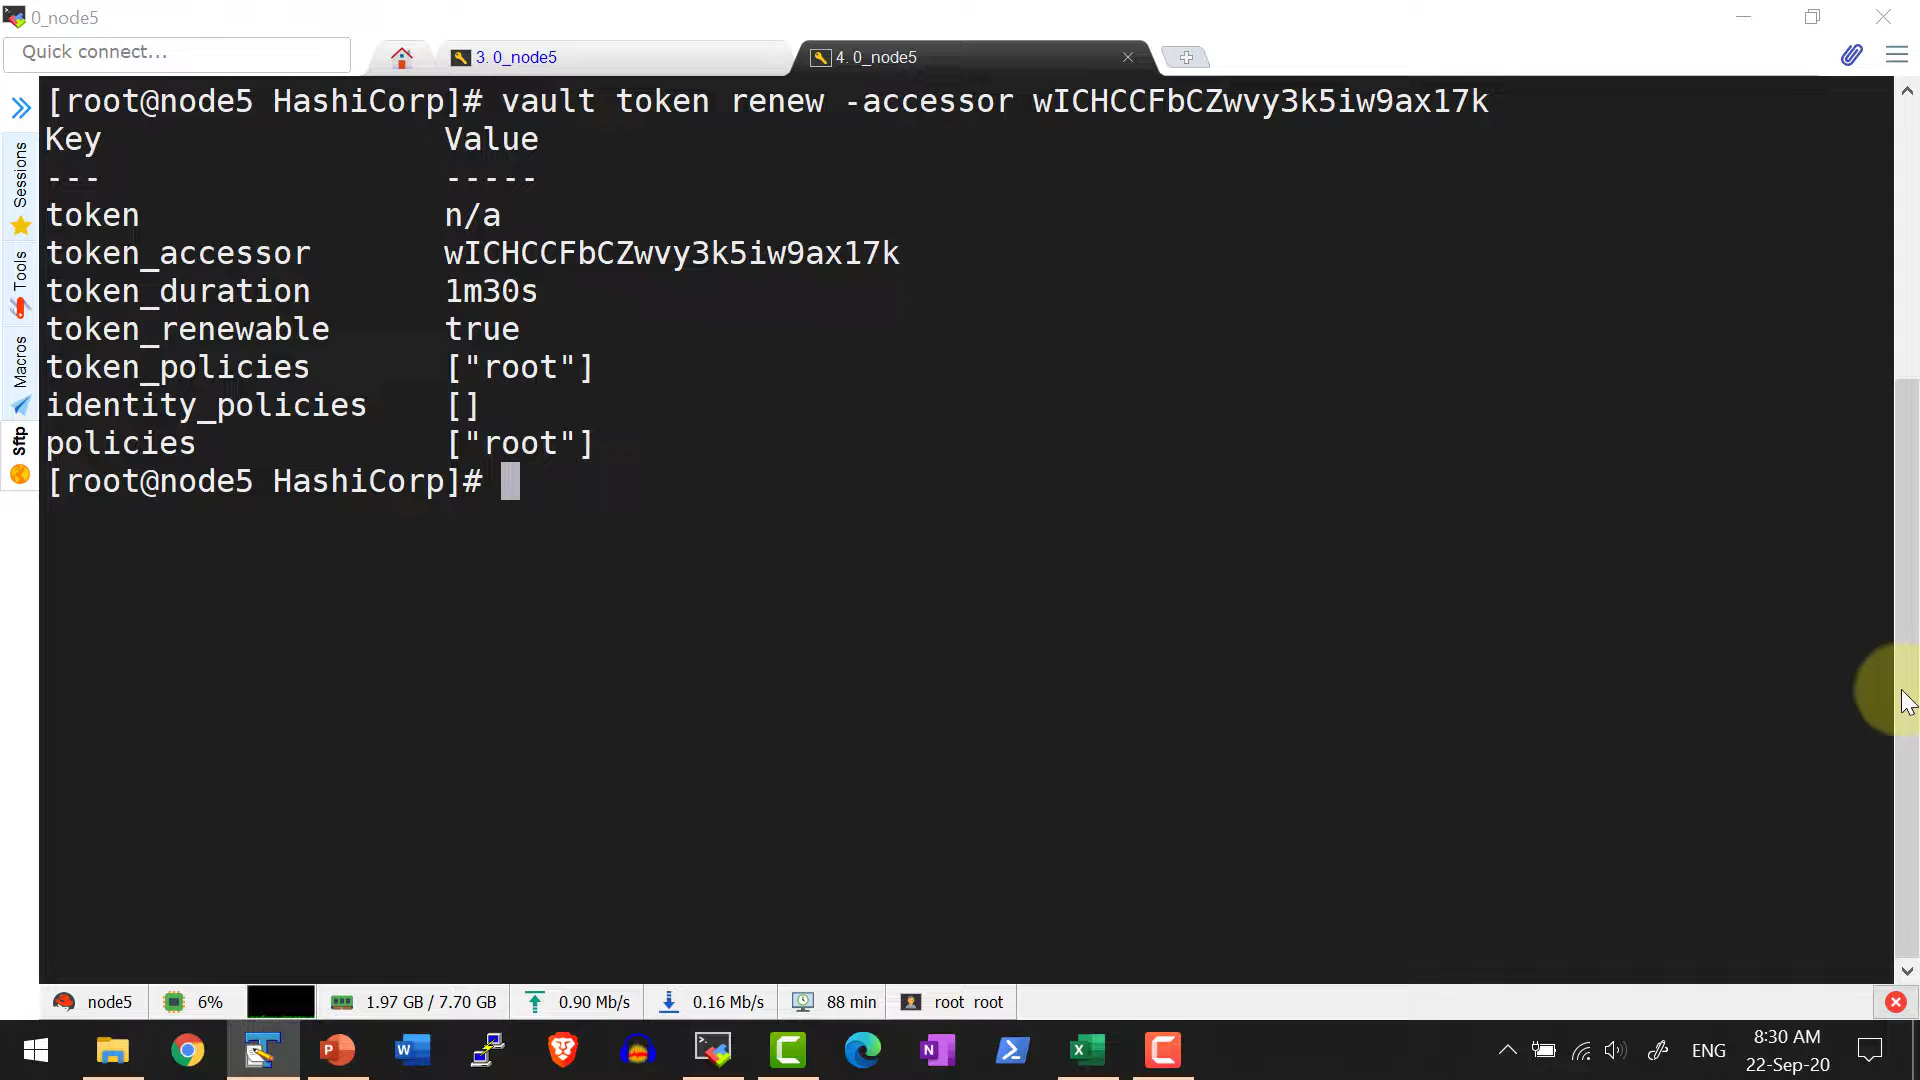 0_node5
Quick connect...
3. 0_node5
4. 0_node5
[root@node5 HashiCorp]# vault token renew -accessor wICHCCFbCZwvy3k5iw9ax17k
Key Value
--- -----
token n/a
token_accessor wICHCCFbCZwvy3k5iw9ax17k
token_duration 1m30s
token_renewable true
token_policies ["root"]
identity_policies []
policies ["root"]
[root@node5 HashiCorp]#
Sessions
Tools
Macros
Sftp
node5 6% 1.97 GB / 7.70 GB 0.90 Mb/s 0.16 Mb/s 88 min root root
ENG
8:30 AM
22-Sep-20